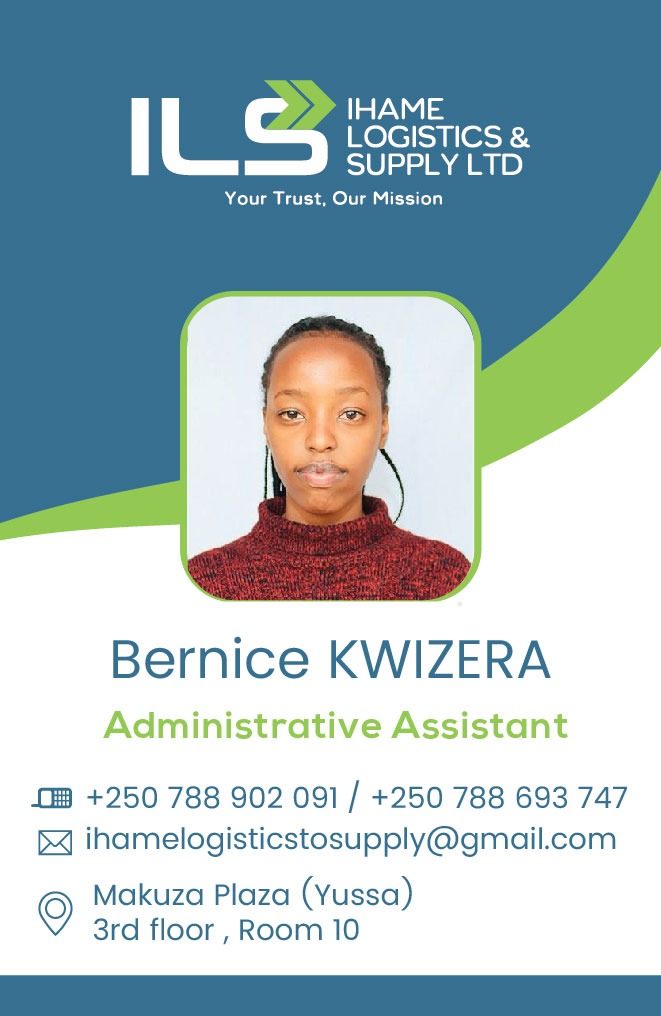 ILS
IHAME
LOGISTICS &
SUPPLY LTD
Your Trust, Our Mission
Bernice KWIZERA
Administrative Assistant
+250 788 902 091 / +250 788 693 747
ihamelogisticstosupply@gmail.com
Makuza Plaza (Yussa)
3rd floor , Room 10